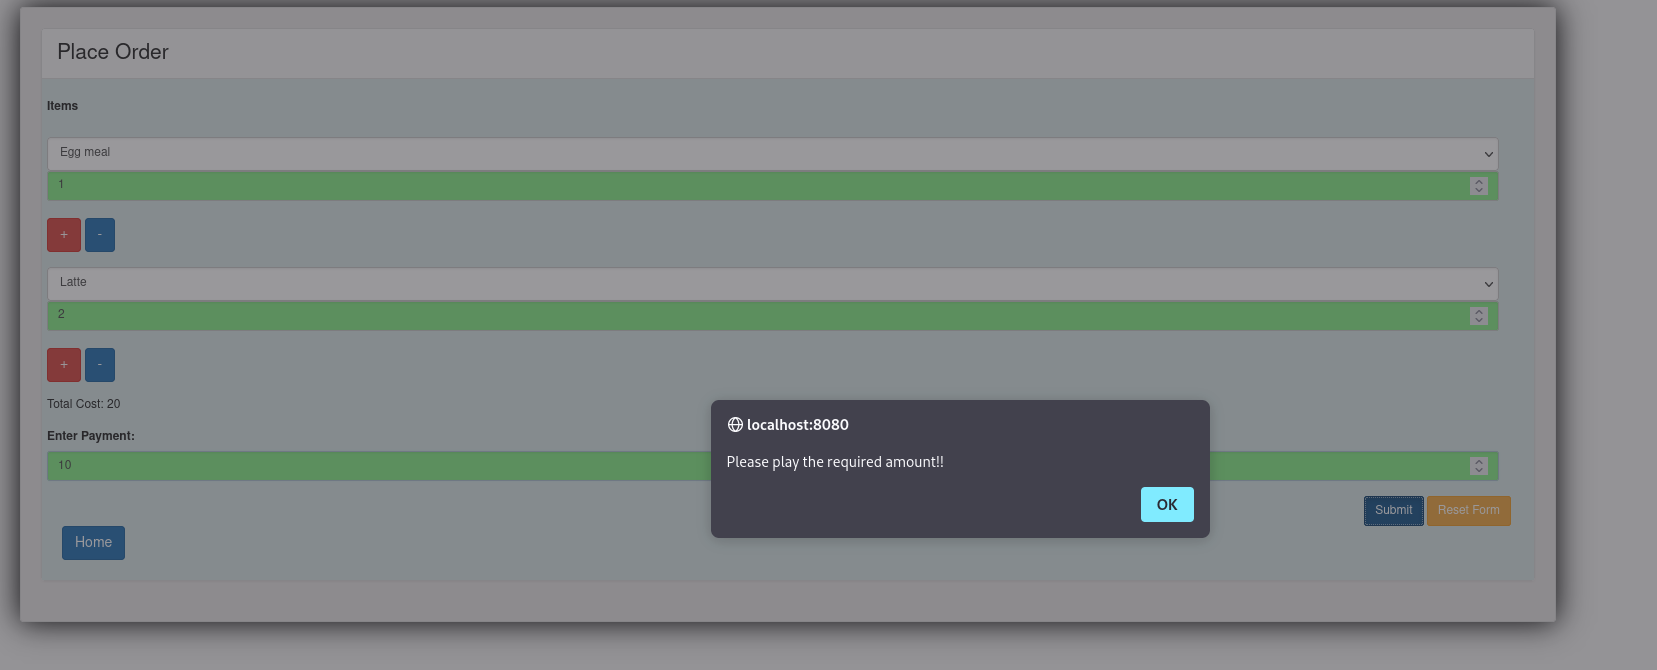 Place Order
Items
Egg meal
1
+ -
Latte
2
+ -
Total Cost: 20
Enter Payment:
10
localhost:8080
Please play the required amount!!
OK
Submit Reset Form
Home